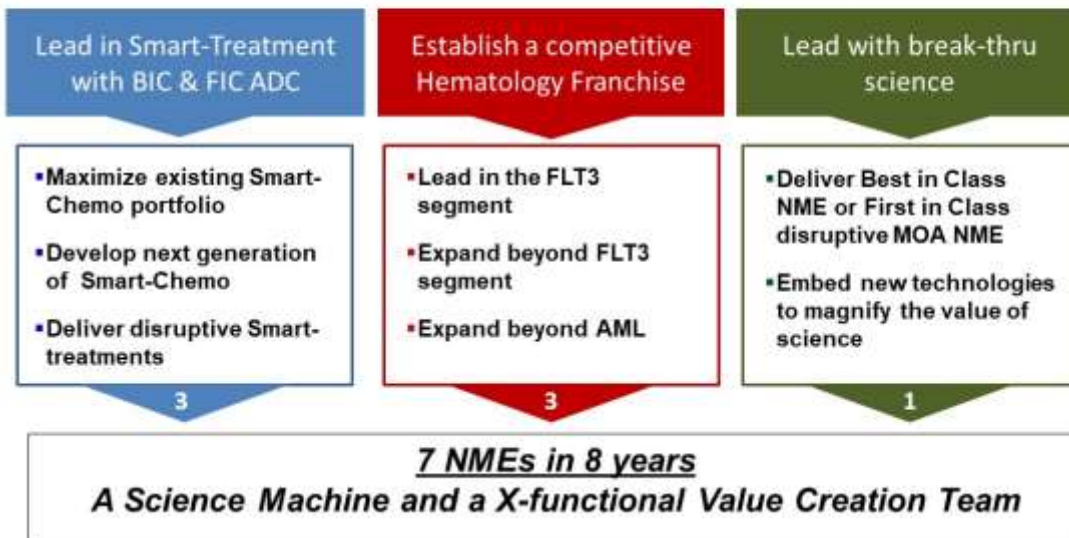 Lead in Smart-Treatment
with BIC & FIC ADC
▪Maximize existing Smart-
Chemo portfolio
▪Develop next generation
of Smart-Chemo
▪Deliver disruptive Smart-
treatments
3
Establish a competitive
Hematology Franchise
▪Lead in the FLT3
segment
▪Expand beyond FLT3
segment
▪Expand beyond AML
3
Lead with break-thru
science
▪Deliver Best in Class
NME or First in Class
disruptive MOA NME
▪Embed new technologies
to magnify the value of
science
1
7 NMEs in 8 years
A Science Machine and a X-functional Value Creation Team